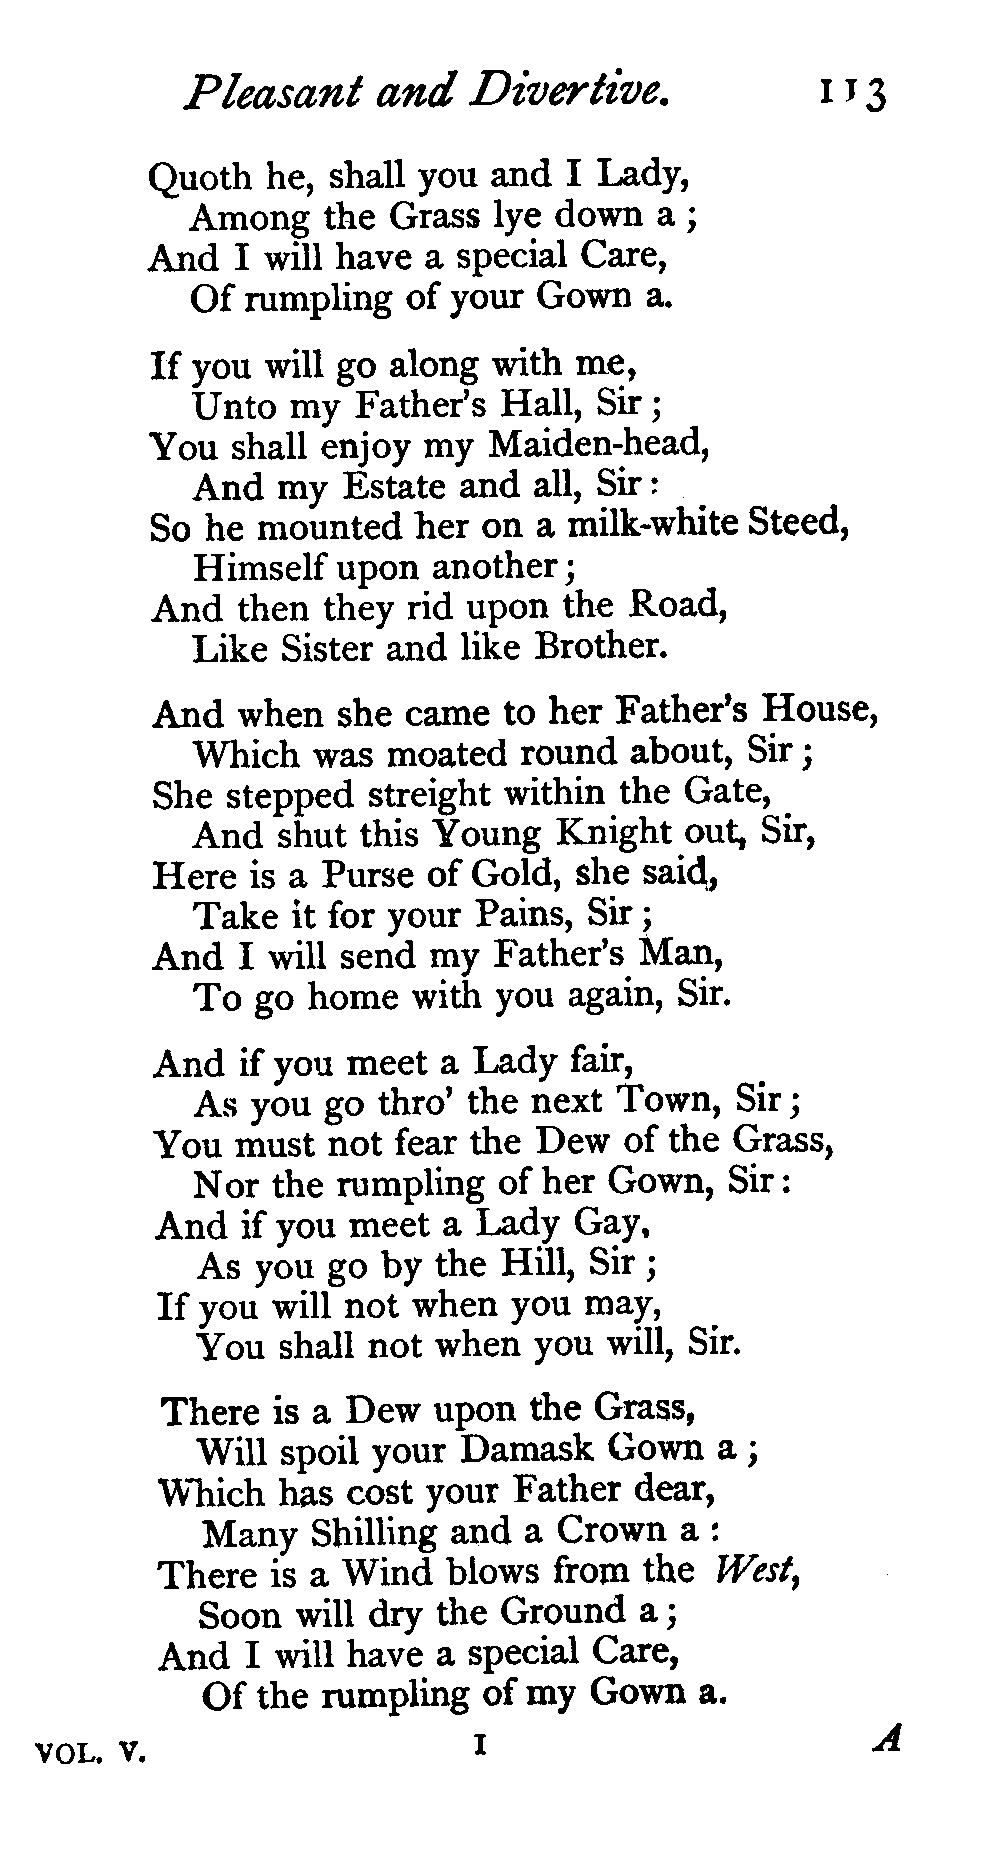 Pleasant and Divertive. 113
Quoth he, shall you and I Lady,
Among the Grass lye down a ;
And I will have a special Care,
Of rumpling of your Gown a.
If you will go along with me,
Unto my Father's Hall, Sir ;
You shall enjoy my Maiden-head,
And my Estate and all, Sir :
So he mounted her on a milk-white Steed,
Himself upon another ;
And then they rid upon the Road,
Like Sister and like Brother.
And when she came to her Father's House,
Which was moated round about, Sir ;
She stepped streight within the Gate,
And shut this Young Knight out, Sir,
Here is a Purse of Gold, she said,
Take it for your Pains, Sir ;
And I will send my Father's Man,
To go home with you again, Sir.
And if you meet a Lady fair,
As you go thro' the next Town, Sir ;
You must not fear the Dew of the Grass,
Nor the rumpling of her Gown, Sir :
And if you meet a Lady Gay,
As you go by the Hill, Sir ;
If you will not when you may,
You shall not when you will, Sir.
There is a Dew upon the Grass,
Will spoil your Damask Gown a ;
Which has cost your Father dear,
Many Shilling and a Crown a :
There is a Wind blows from the West,
Soon will dry the Ground a ;
And I will have a special Care,
Of the rumpling of my Gown a.
VOL. V. I A